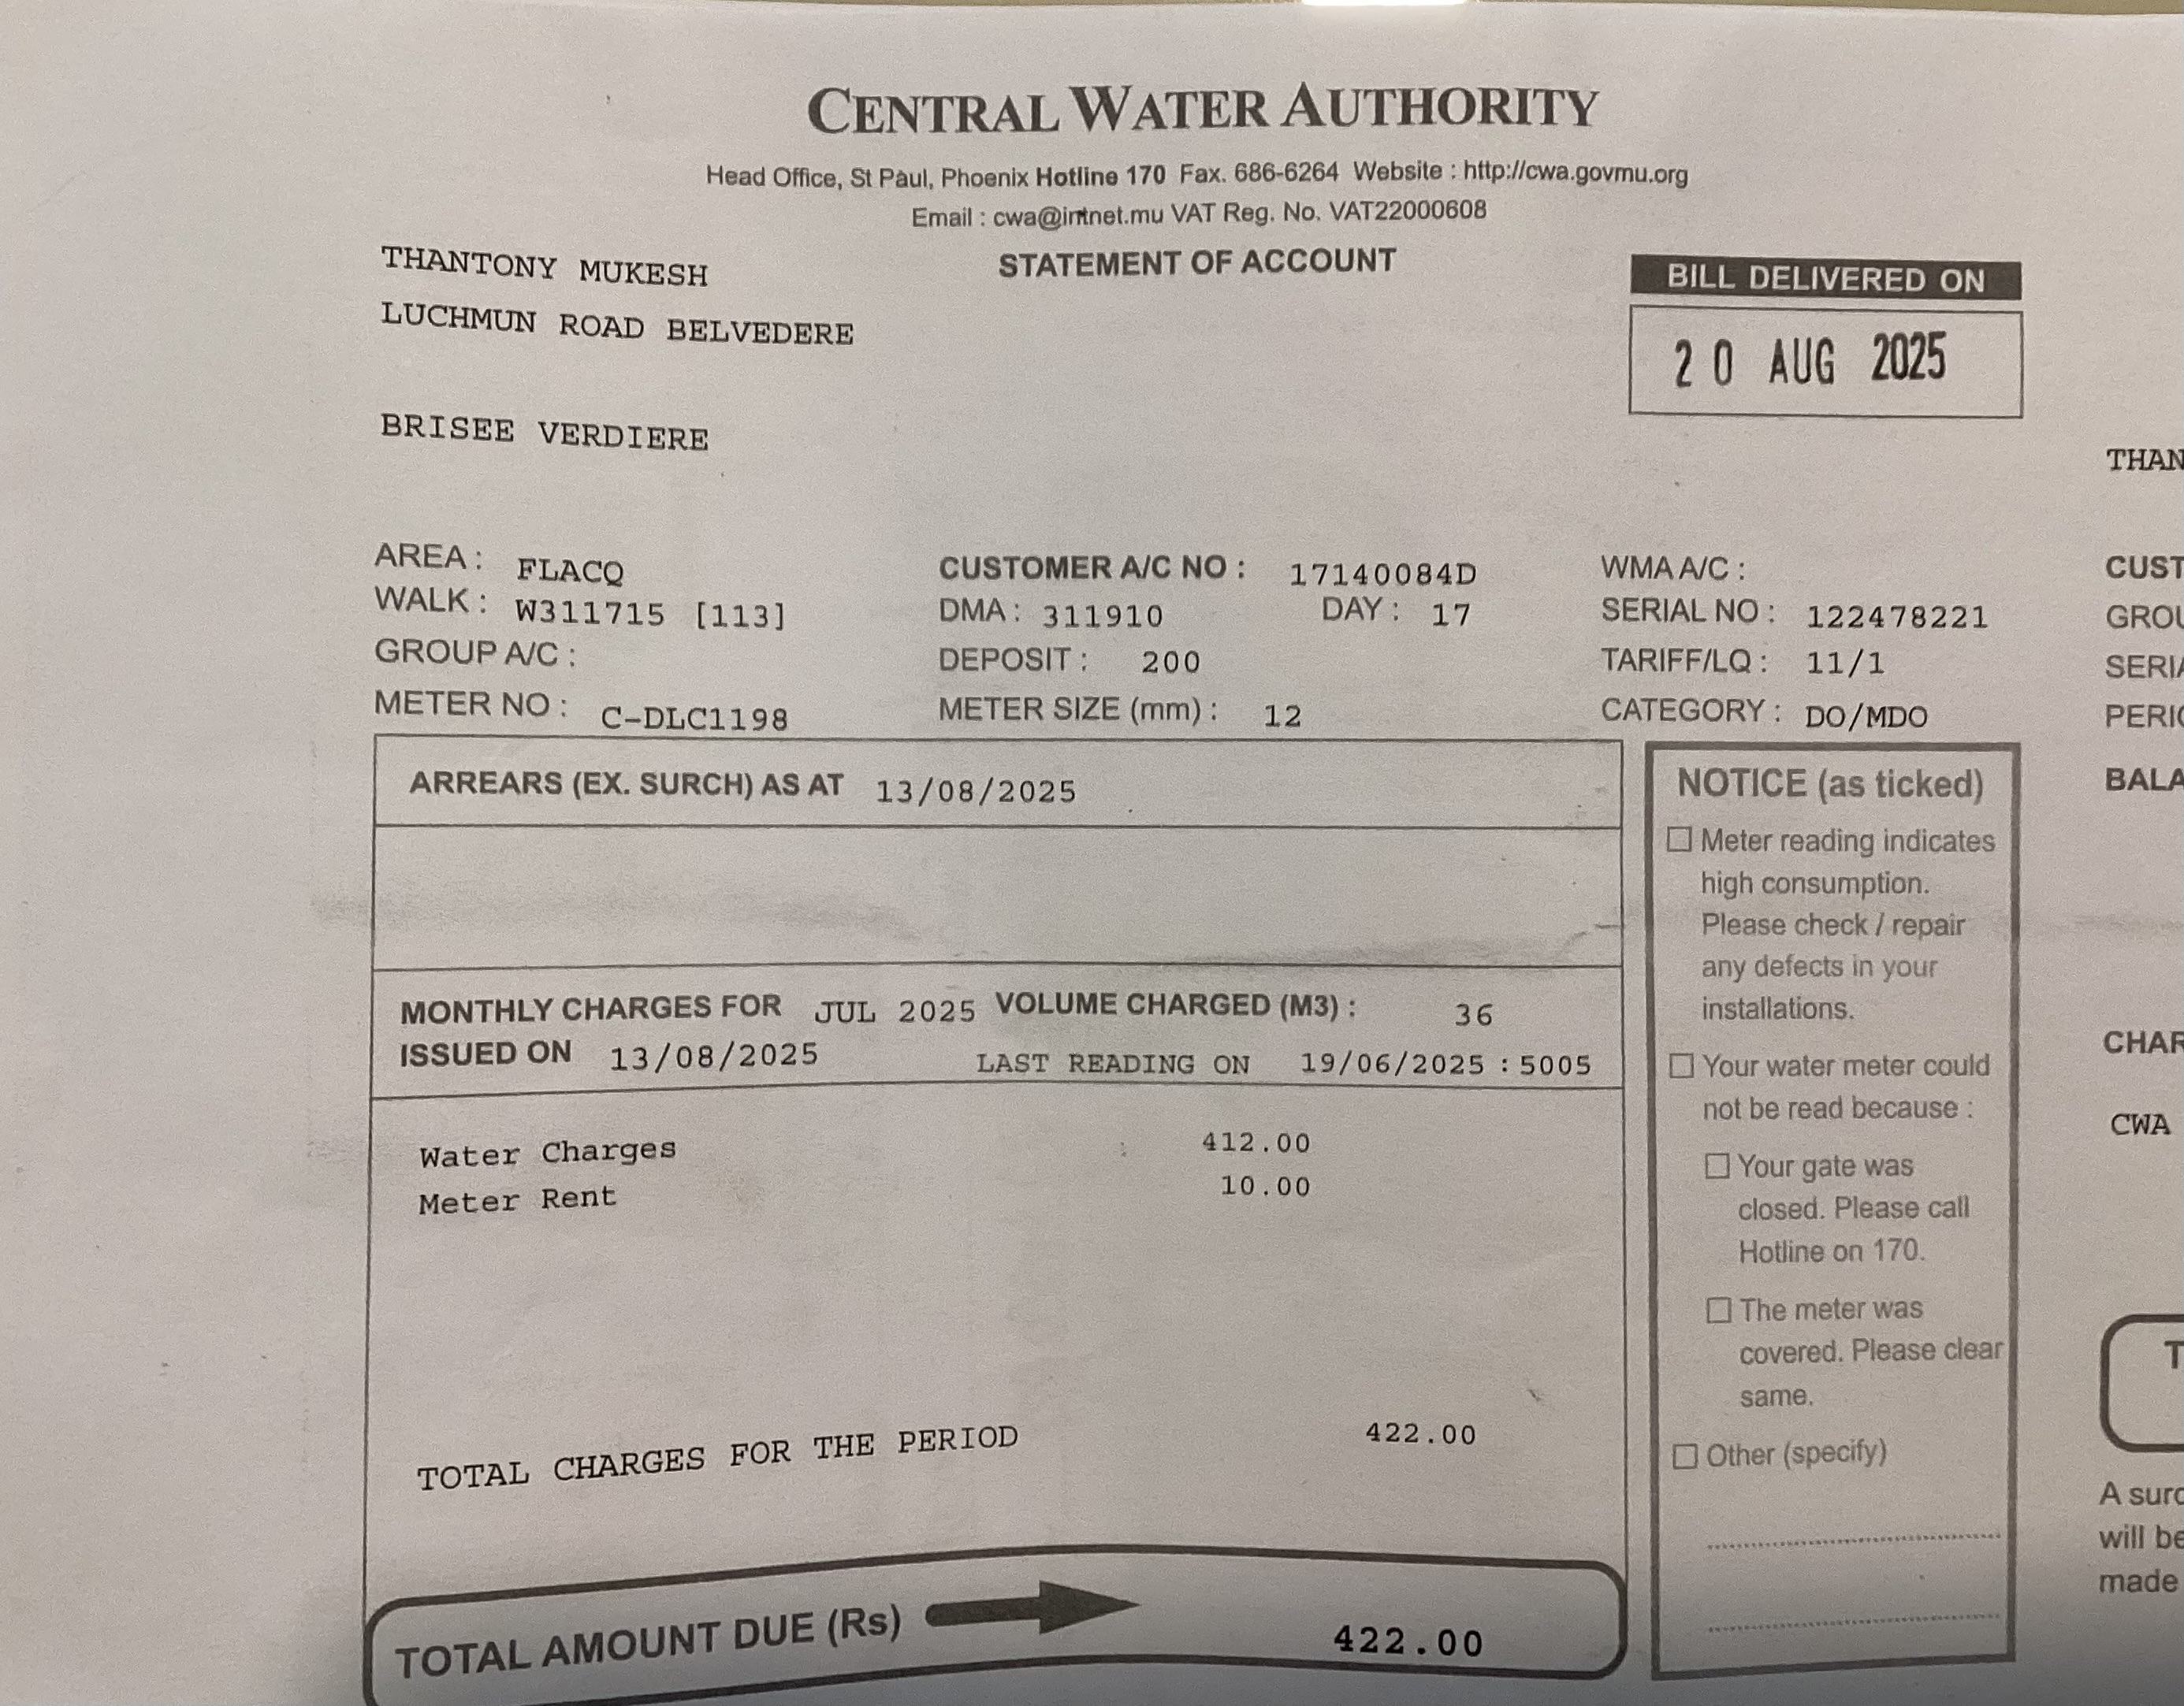 CENTRAL WATER AUTHORITY
Head Office, St Paul, Phoenix Hotline 170 Fax. 686-6264 Website : http://cwa.govmu.org
Email : cwa@intnet.mu VAT Reg. No. VAT22000608
STATEMENT OF ACCOUNT
THANTONY MUKESH
LUCHMUN ROAD BELVEDERE
BRISEE VERDIERE
BILL DELIVERED ON
20 AUG 2025
AREA : FLACQ
WALK : W311715 [113]
GROUP A/C :
METER NO : C-DLC1198
CUSTOMER A/C NO : 17140084D
DMA : 311910 DAY : 17
DEPOSIT : 200
METER SIZE (mm) : 12
WMA A/C :
SERIAL NO : 122478221
TARIFF/LQ : 11/1
CATEGORY : DO/MDO
ARREARS (EX. SURCH) AS AT 13/08/2025
MONTHLY CHARGES FOR JUL 2025 VOLUME CHARGED (M3) : 36
ISSUED ON 13/08/2025 LAST READING ON 19/06/2025 : 5005
Water Charges 412.00
Meter Rent 10.00
TOTAL CHARGES FOR THE PERIOD 422.00
TOTAL AMOUNT DUE (Rs) 422.00
NOTICE (as ticked)
Meter reading indicates
high consumption.
Please check / repair
any defects in your
installations.
Your water meter could
not be read because :
Your gate was
closed. Please call
Hotline on 170.
The meter was
covered. Please clear
same.
Other (specify)
THAN
CUST
GROU
SERIA
PERIO
BALA
CHAR
CWA
T
A surc
will be
made